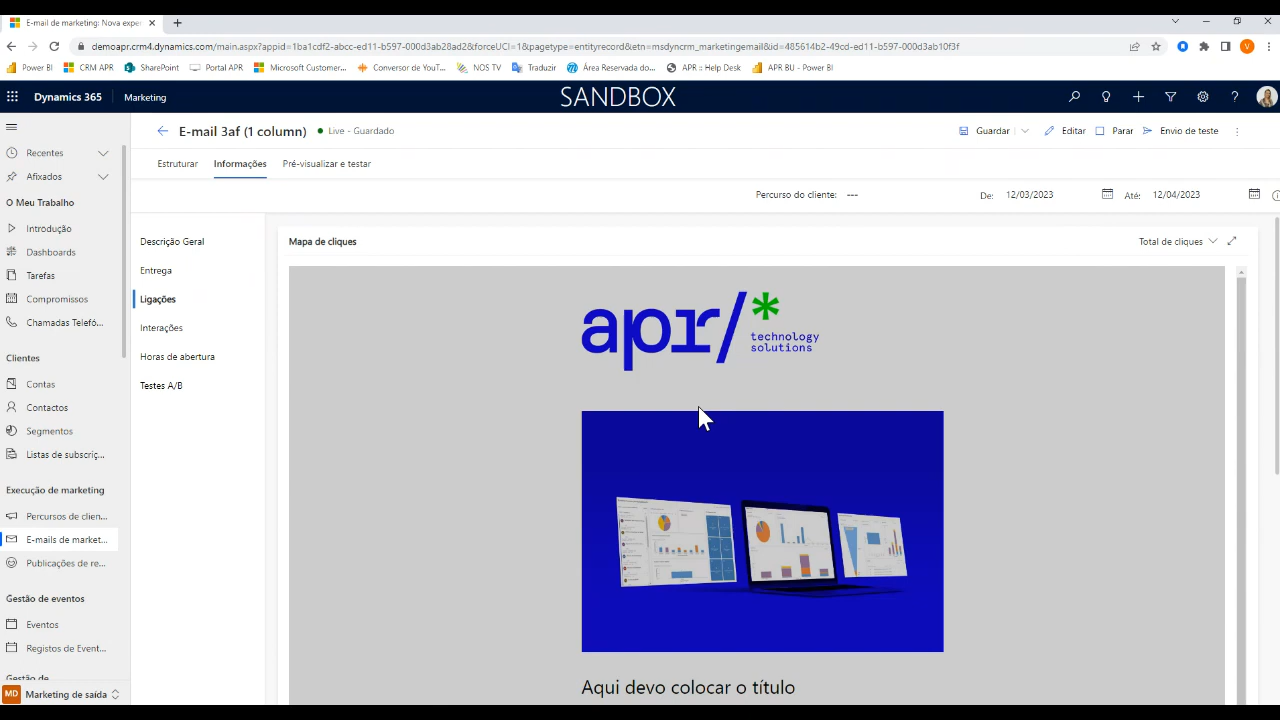 E-mail de marketing: Nova exper
demoapr.crm4.dynamics.com/main.aspx?appid=1ba1cdf2-abcc-ed11-b597-000d3ab28ad2&forceUCI=1&pagetype=entityrecord&etn=msdyncrm_marketingemail&id=485614b2-49cd-ed11-b597-000d3ab10f3f
Power BI CRM APR SharePoint Portal APR Microsoft Customer... Conversor de YouT... NOS TV Traduzir Área Reservada do... APR :: Help Desk APR BU - Power BI
Dynamics 365 Marketing SANDBOX
E-mail 3af (1 column) Live - Guardado Guardar Editar Parar Envio de teste
Estruturar Informações Pré-visualizar e testar
Percurso do cliente: --- De: 12/03/2023 Até: 12/04/2023
Recentes
Afixados
O Meu Trabalho
Introdução
Dashboards
Tarefas
Compromissos
Chamadas Telefó...
Clientes
Contas
Contactos
Segmentos
Listas de subscriç...
Execução de marketing
Percursos de clien...
E-mails de market...
Publicações de re...
Gestão de eventos
Eventos
Registos de Event...
Gestão de
MD Marketing de saída
Descrição Geral
Entrega
Ligações
Interações
Horas de abertura
Testes A/B
Mapa de cliques Total de cliques
apr/*
technology
solutions
Aqui devo colocar o título